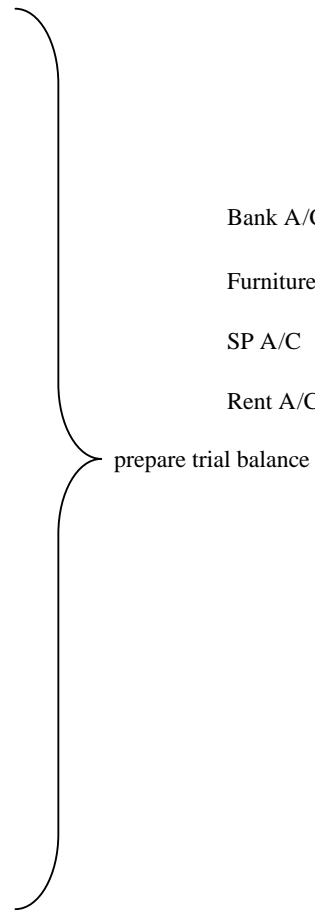 Bank A/C
Furniture
SP A/C
Rent A/C
prepare trial balance